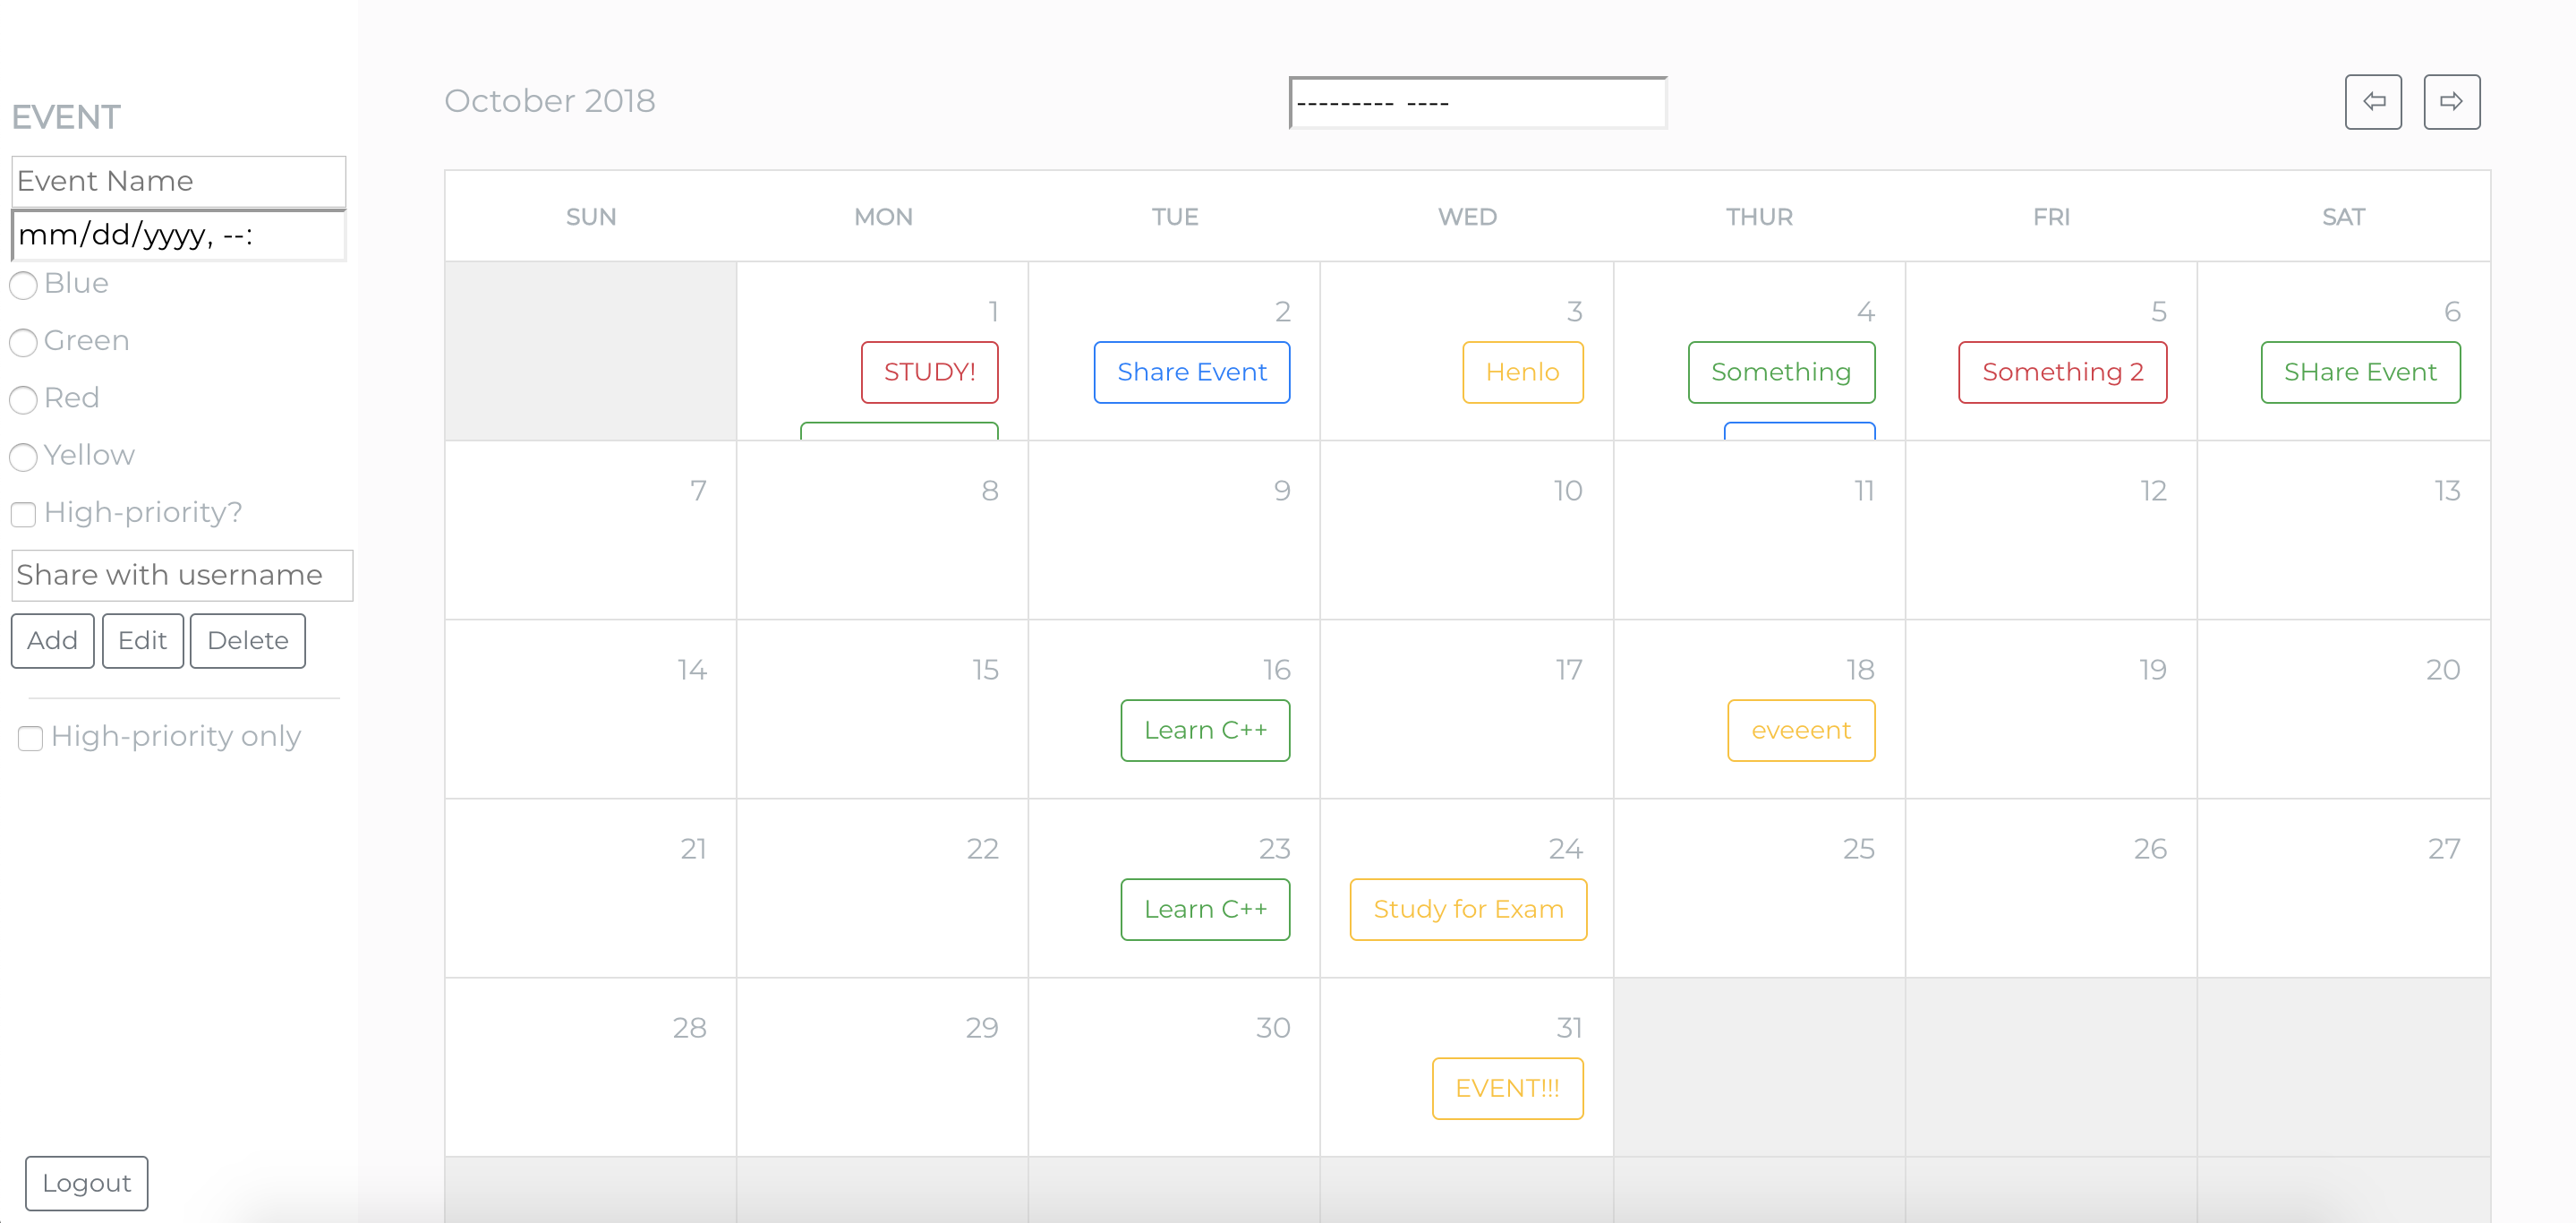 EVENT
Event Name
mm/dd/yyyy, --:
Blue
Green
Red
Yellow
High-priority?
Share with username
Add Edit Delete
High-priority only
Logout
October 2018 --------- ----
SUN MON TUE WED THUR FRI SAT
1 2 3 4 5 6
STUDY! Share Event Henlo Something Something 2 SHare Event
7 8 9 10 11 12 13
14 15 16 17 18 19 20
Learn C++ eveeent
21 22 23 24 25 26 27
Learn C++ Study for Exam
28 29 30 31
EVENT!!!